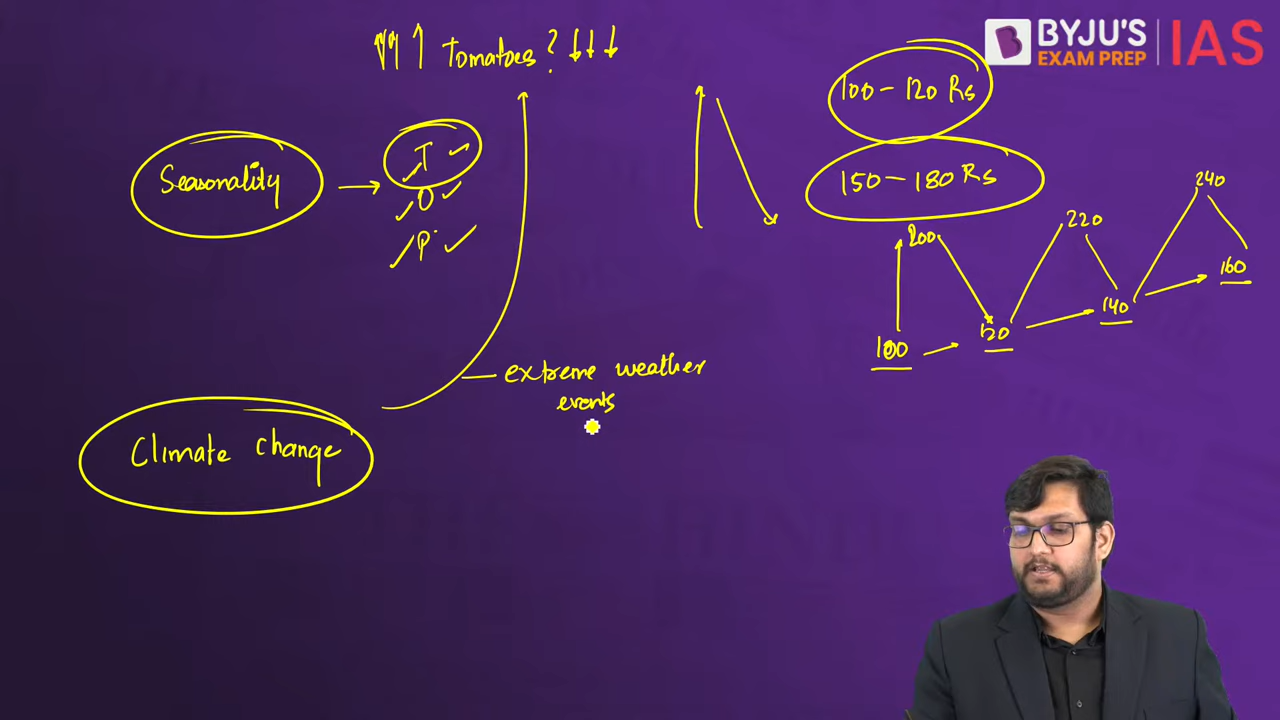 Tomatoes?
BYJU'S
EXAM PREP
IAS
100 - 120 Rs
150 - 180 Rs
Seasonality
T
O
P
240
220
200
160
140
100
extreme weather
events
Climate change